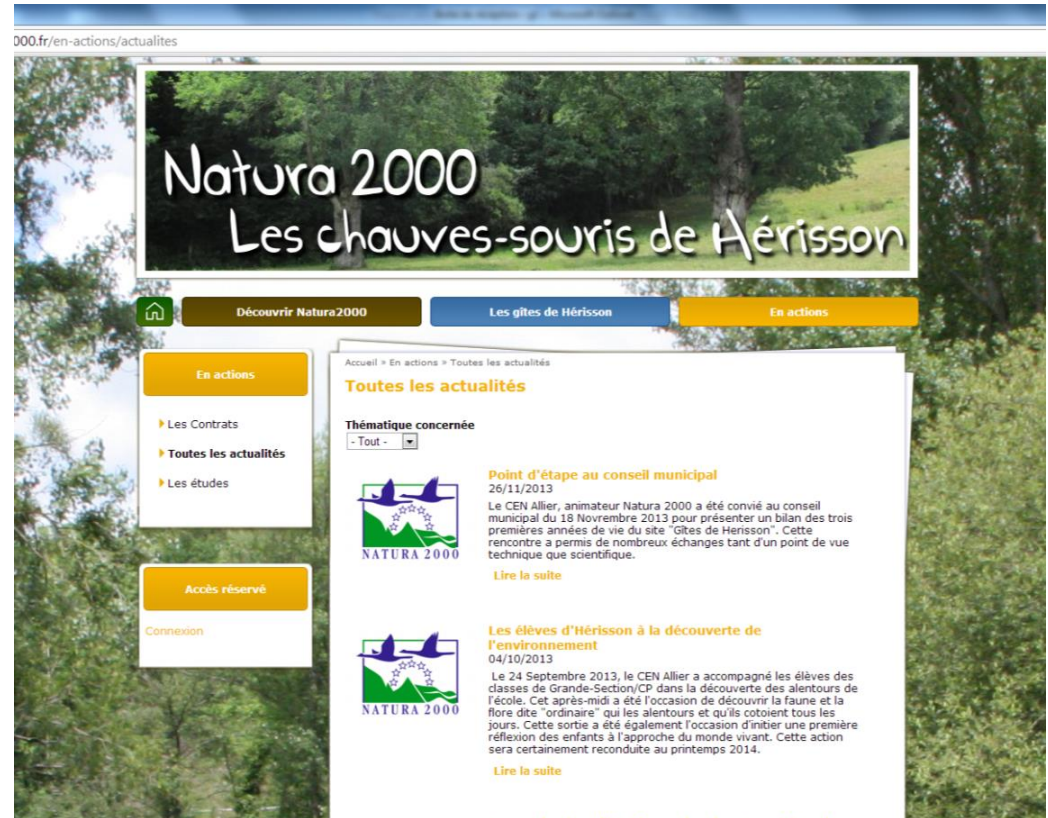 000.fr/en-actions/actualites
Natura 2000
Les chauves-souris de Hérisson
Découvrir Natura2000
Les gîtes de Hérisson
En actions
En actions
Les Contrats
Toutes les actualités
Les études
Accès réservé
Connexion
Accueil » En actions » Toutes les actualités
Toutes les actualités
Thématique concernée
- Tout -
NATURA 2000
Point d'étape au conseil municipal
26/11/2013
Le CEN Allier, animateur Natura 2000 a été convié au conseil
municipal du 18 Novrembre 2013 pour présenter un bilan des trois
premières années de vie du site "Gîtes de Herisson". Cette
rencontre a permis de nombreux échanges tant d'un point de vue
technique que scientifique.
Lire la suite
NATURA 2000
Les élèves d'Hérisson à la découverte de
l'environnement
04/10/2013
Le 24 Septembre 2013, le CEN Allier a accompagné les élèves des
classes de Grande-Section/CP dans la découverte des alentours de
l'école. Cet après-midi a été l'occasion de découvrir la faune et la
flore dite "ordinaire" qui les alentours et qu'ils cotoient tous les
jours. Cette sortie a été également l'occasion d'initier une première
réflexion des enfants à l'approche du monde vivant. Cette action
sera certainement reconduite au printemps 2014.
Lire la suite